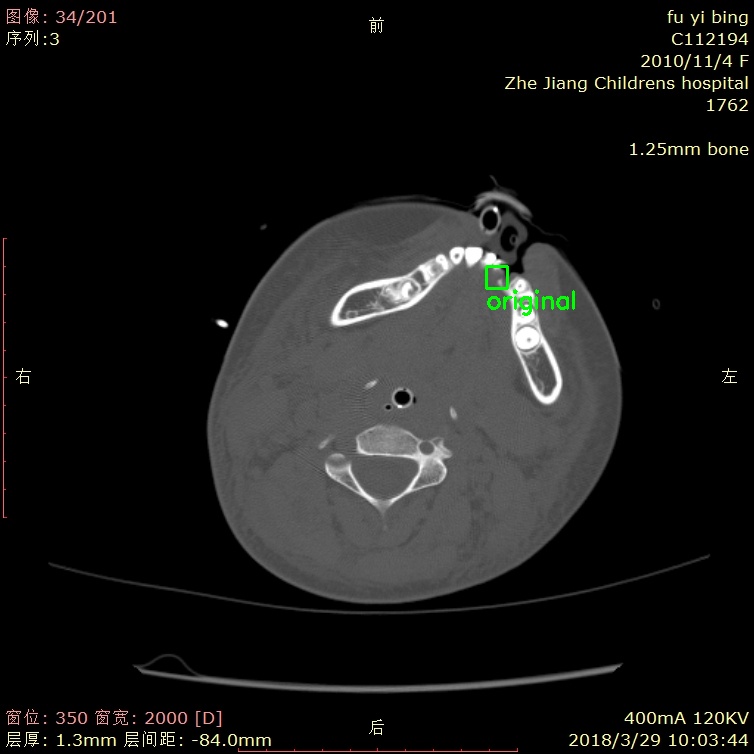 图像: 34/201
序列:3
前
fu yi bing
C112194
2010/11/4 F
Zhe Jiang Childrens hospital
1762
1.25mm bone
original
右
左
窗位: 350 窗宽: 2000 [D]
层厚: 1.3mm 层间距: -84.0mm
后
400mA 120KV
2018/3/29 10:03:44